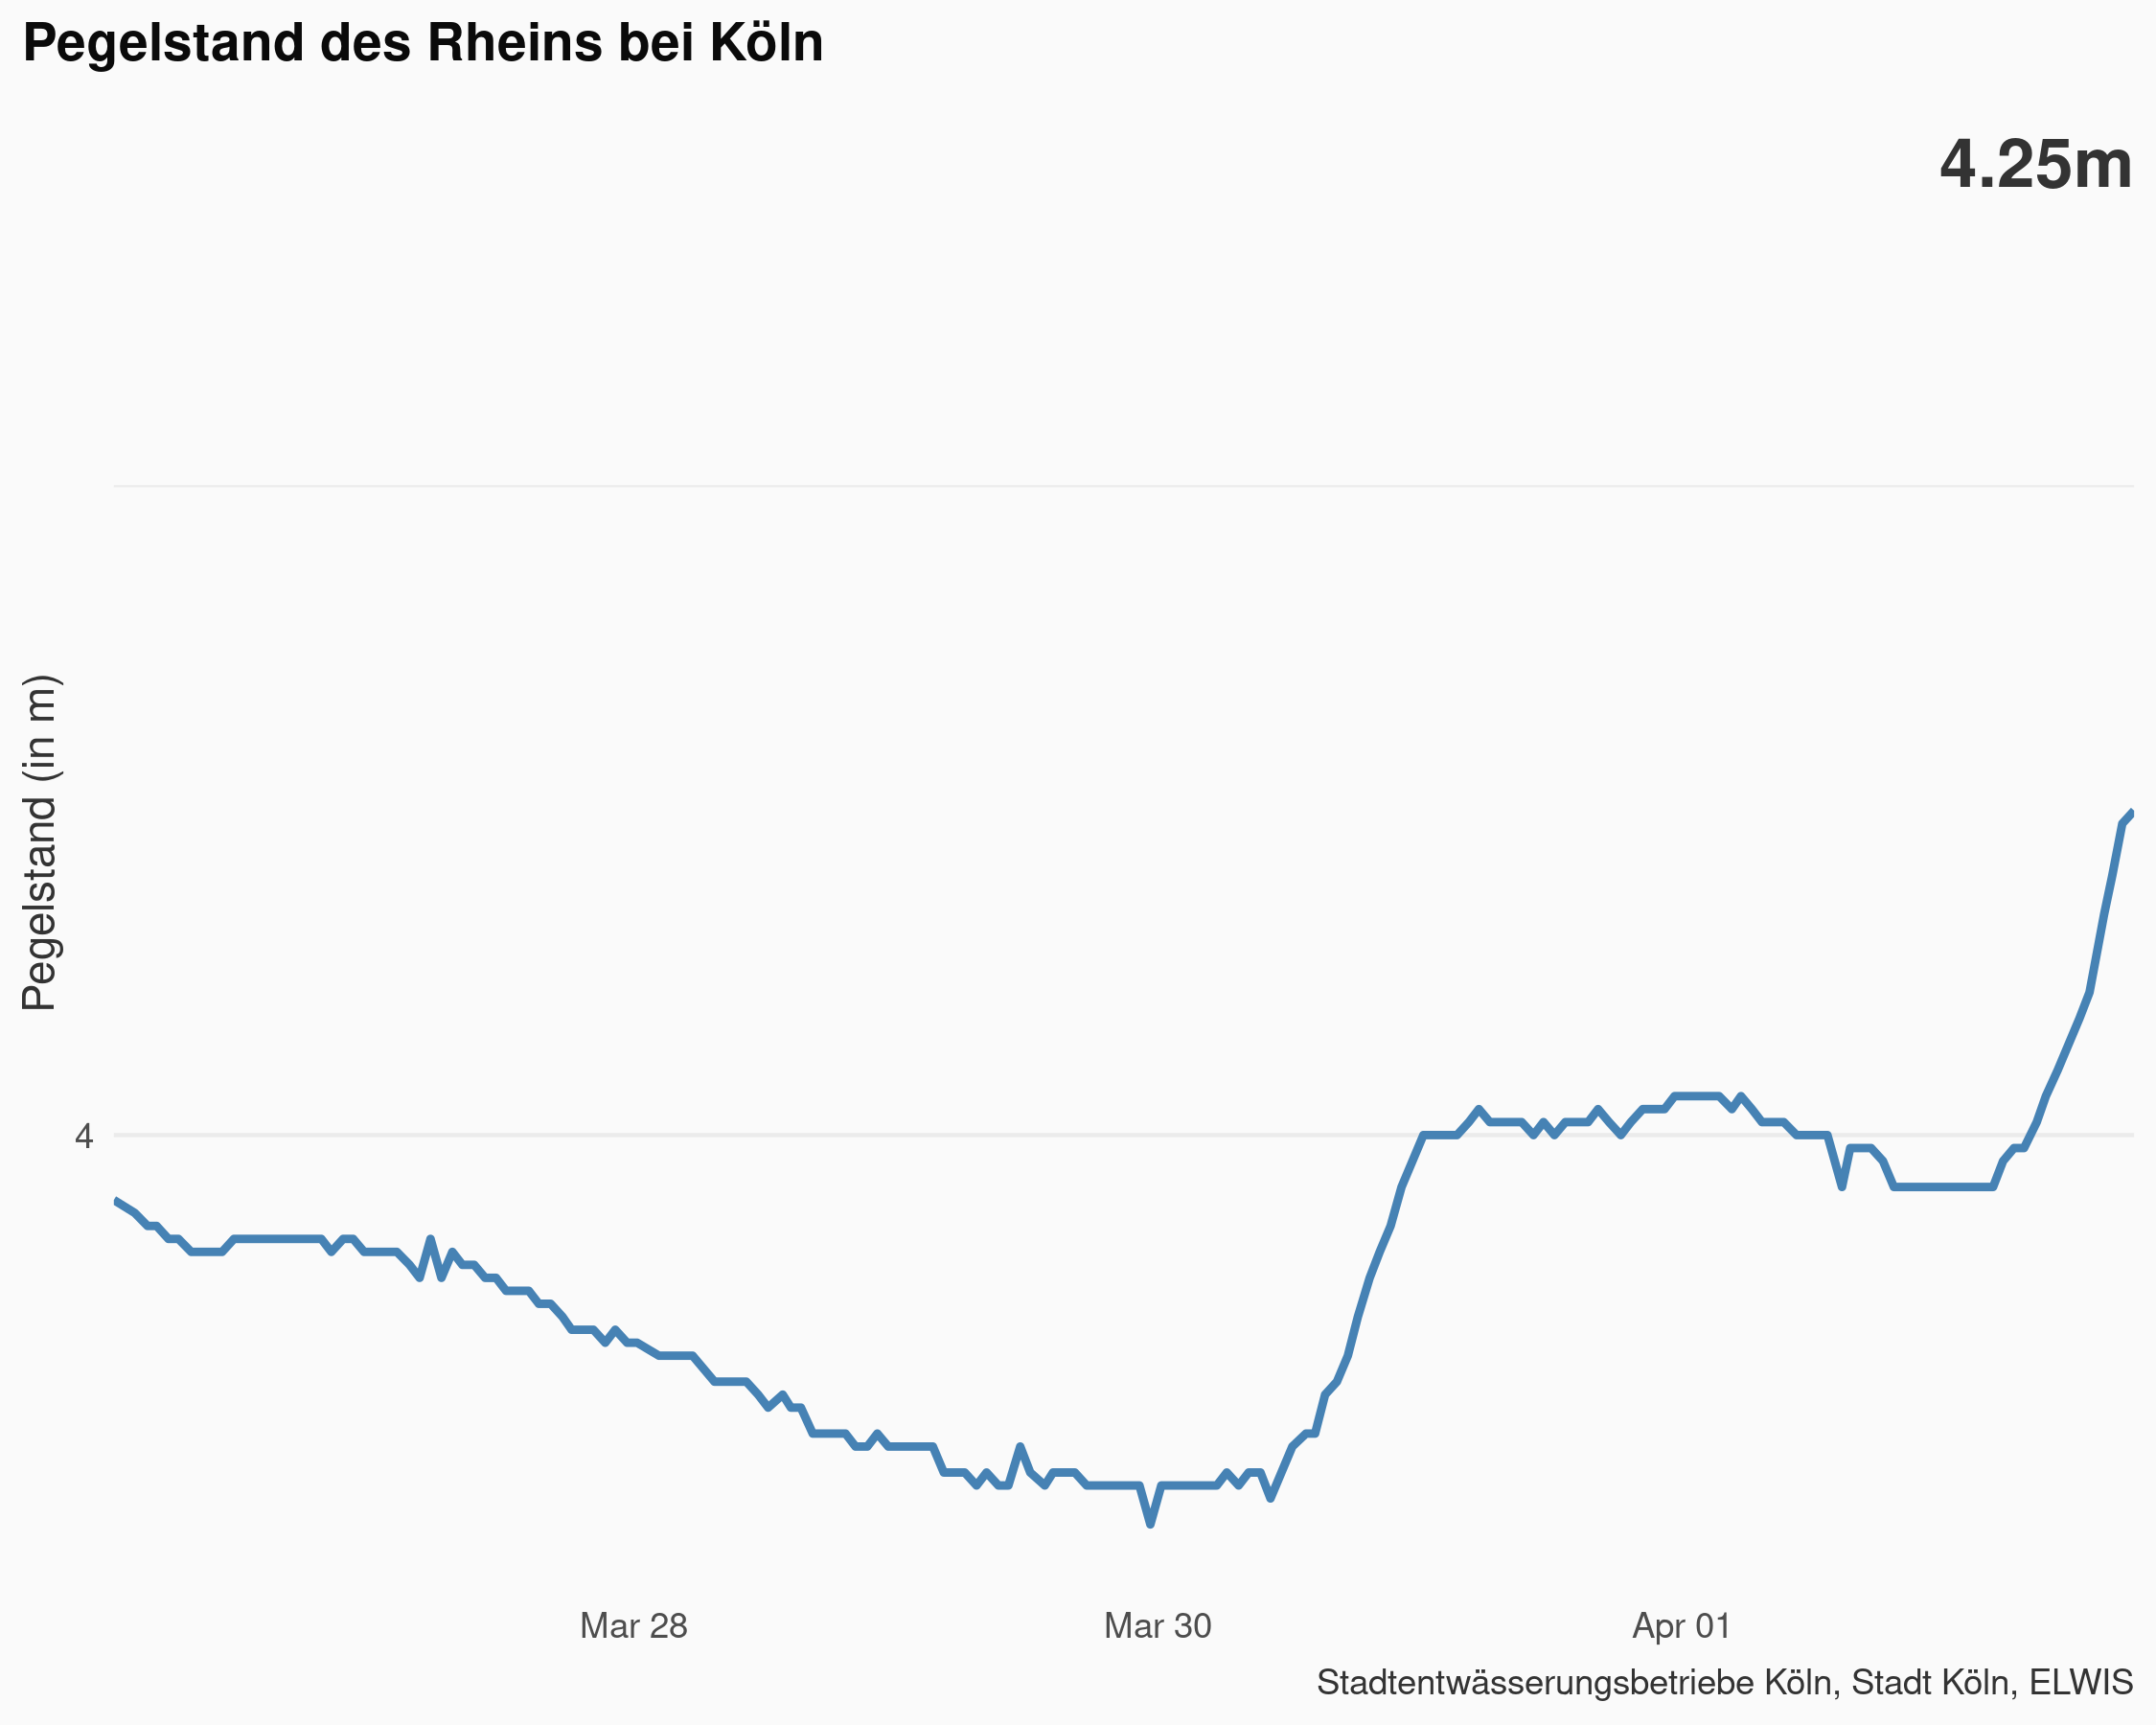 Pegelstand des Rheins bei Köln
4.25m
Pegelstand (in m)
4
Mar 28
Mar 30
Apr 01
Stadtentwässerungsbetriebe Köln, Stadt Köln, ELWIS